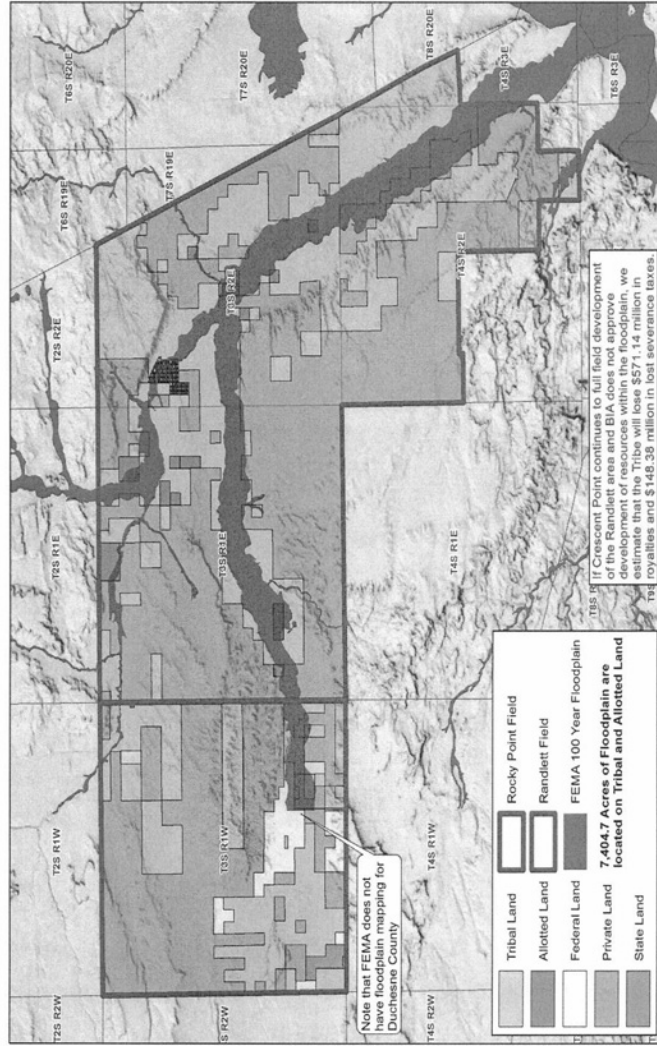 T2S R2W
T2S R1W
T2S R1E
T2S R2E
T6S R19E
T6S R20E
T7S R19E
T7S R20E
S R2W
T3S R1W
T3S R1E
T3S R2E
T8S R20E
T4S R2W
T4S R1W
T4S R1E
T4S R2E
T4S R3E
T5S R3E
T8S R
T9S
Note that FEMA does not
have floodplain mapping for
Duchesne County
Tribal Land
Allotted Land
Federal Land
Private Land
State Land
Rocky Point Field
Randlett Field
FEMA 100 Year Floodplain
7,404.7 Acres of Floodplain are
located on Tribal and Allotted Land
If Crescent Point continues to full field development
of the Randlett area and BIA does not approve
development of resources within the floodplain, we
estimate that the Tribe will lose $571.14 million in
royalties and $148.38 million in lost severance taxes.